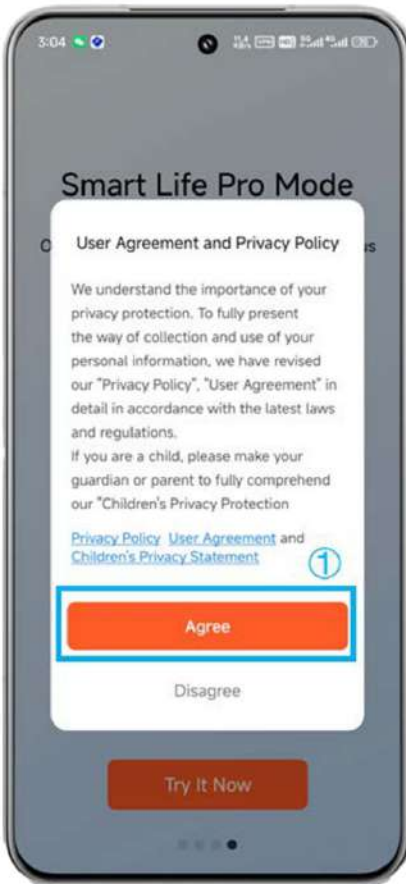 3:04
Smart Life Pro Mode
User Agreement and Privacy Policy
We understand the importance of your
privacy protection. To fully present
the way of collection and use of your
personal information, we have revised
our "Privacy Policy", "User Agreement" in
detail in accordance with the latest laws
and regulations.
If you are a child, please make your
guardian or parent to fully comprehend
our "Children's Privacy Protection
Privacy Policy User Agreement and
Children's Privacy Statement
①
Agree
Disagree
Try It Now